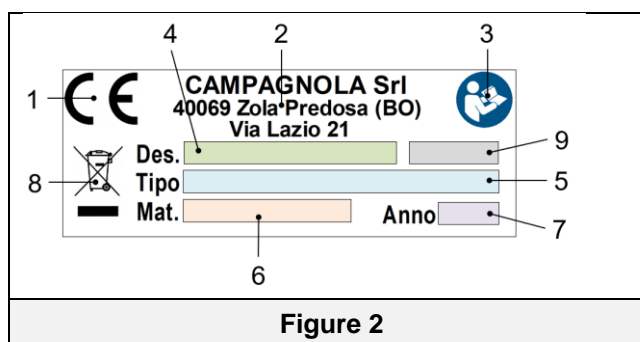 4 2 3
CE CAMPAGNOLA Srl
1 40069 Zola Predosa (BO)
Via Lazio 21
Des. 9
8 Tipo 5
Mat. Anno 7
6
Figure 2